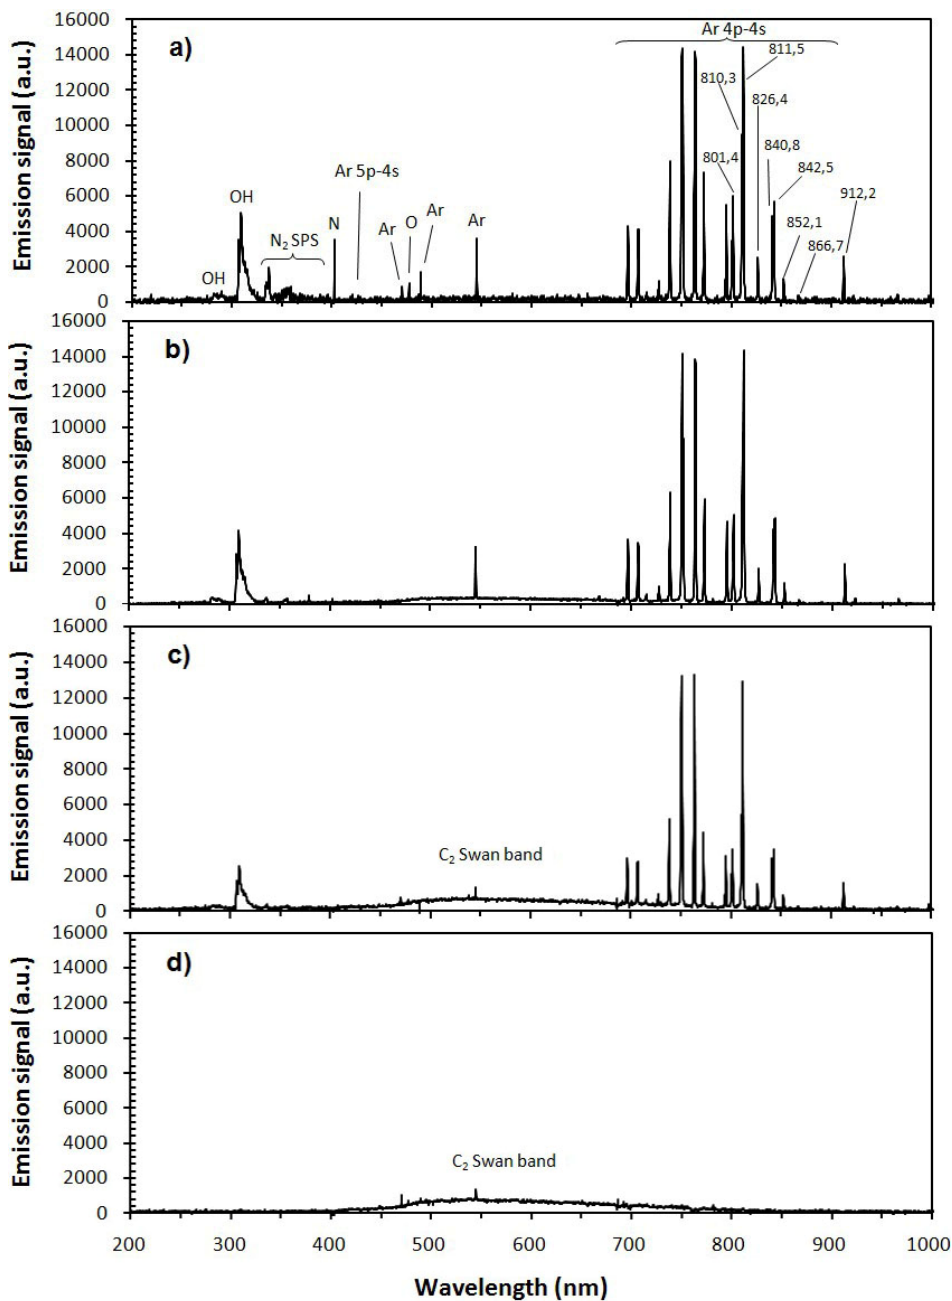 Emission signal (a.u.)
16000
14000
12000
10000
8000
6000
4000
2000
0
a)
Ar 4p-4s
811,5
810,3
826,4
840,8
801,4
842,5
912,2
852,1
866,7
Ar 5p-4s
OH
N₂ SPS
N
Ar
O
Ar
Ar
OH
Emission signal (a.u.)
16000
14000
12000
10000
8000
6000
4000
2000
0
b)
Emission signal (a.u.)
16000
14000
12000
10000
8000
6000
4000
2000
0
c)
C₂ Swan band
Emission signal (a.u.)
16000
14000
12000
10000
8000
6000
4000
2000
0
d)
C₂ Swan band
200 300 400 500 600 700 800 900 1000
Wavelength (nm)